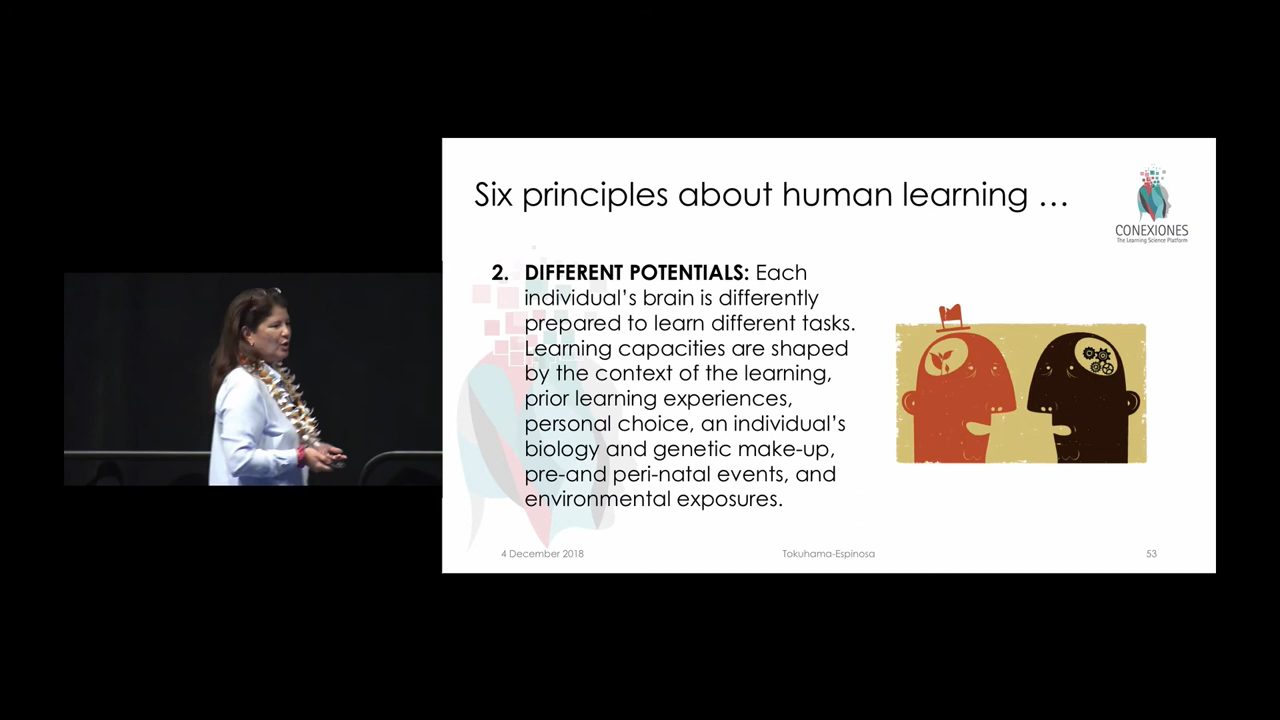 Six principles about human learning …
CONEXIONES
The Learning Science Platform
2. DIFFERENT POTENTIALS: Each
individual’s brain is differently
prepared to learn different tasks.
Learning capacities are shaped
by the context of the learning,
prior learning experiences,
personal choice, an individual’s
biology and genetic make-up,
pre-and peri-natal events, and
environmental exposures.
4 December 2018
Tokuhama-Espinosa
53